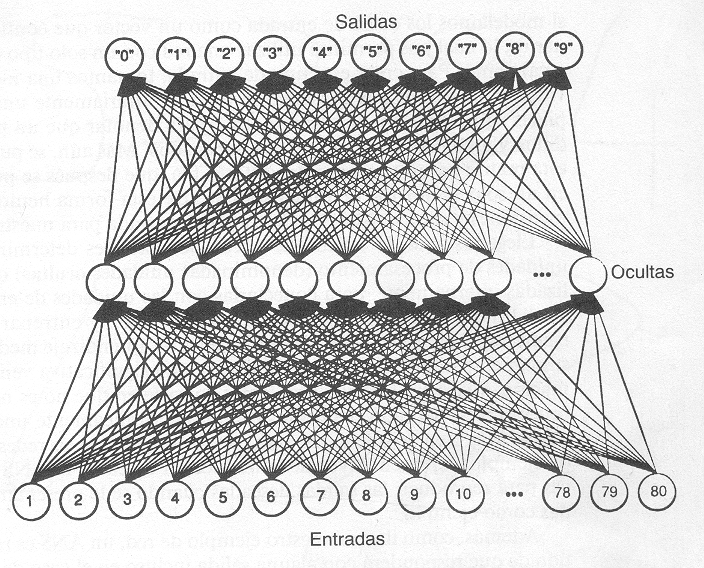 Salidas
"0" "1" "2" "3" "4" "5" "6" "7" "8" "9"
... Ocultas
1 2 3 4 5 6 7 8 9 10 ... 78 79 80
Entradas